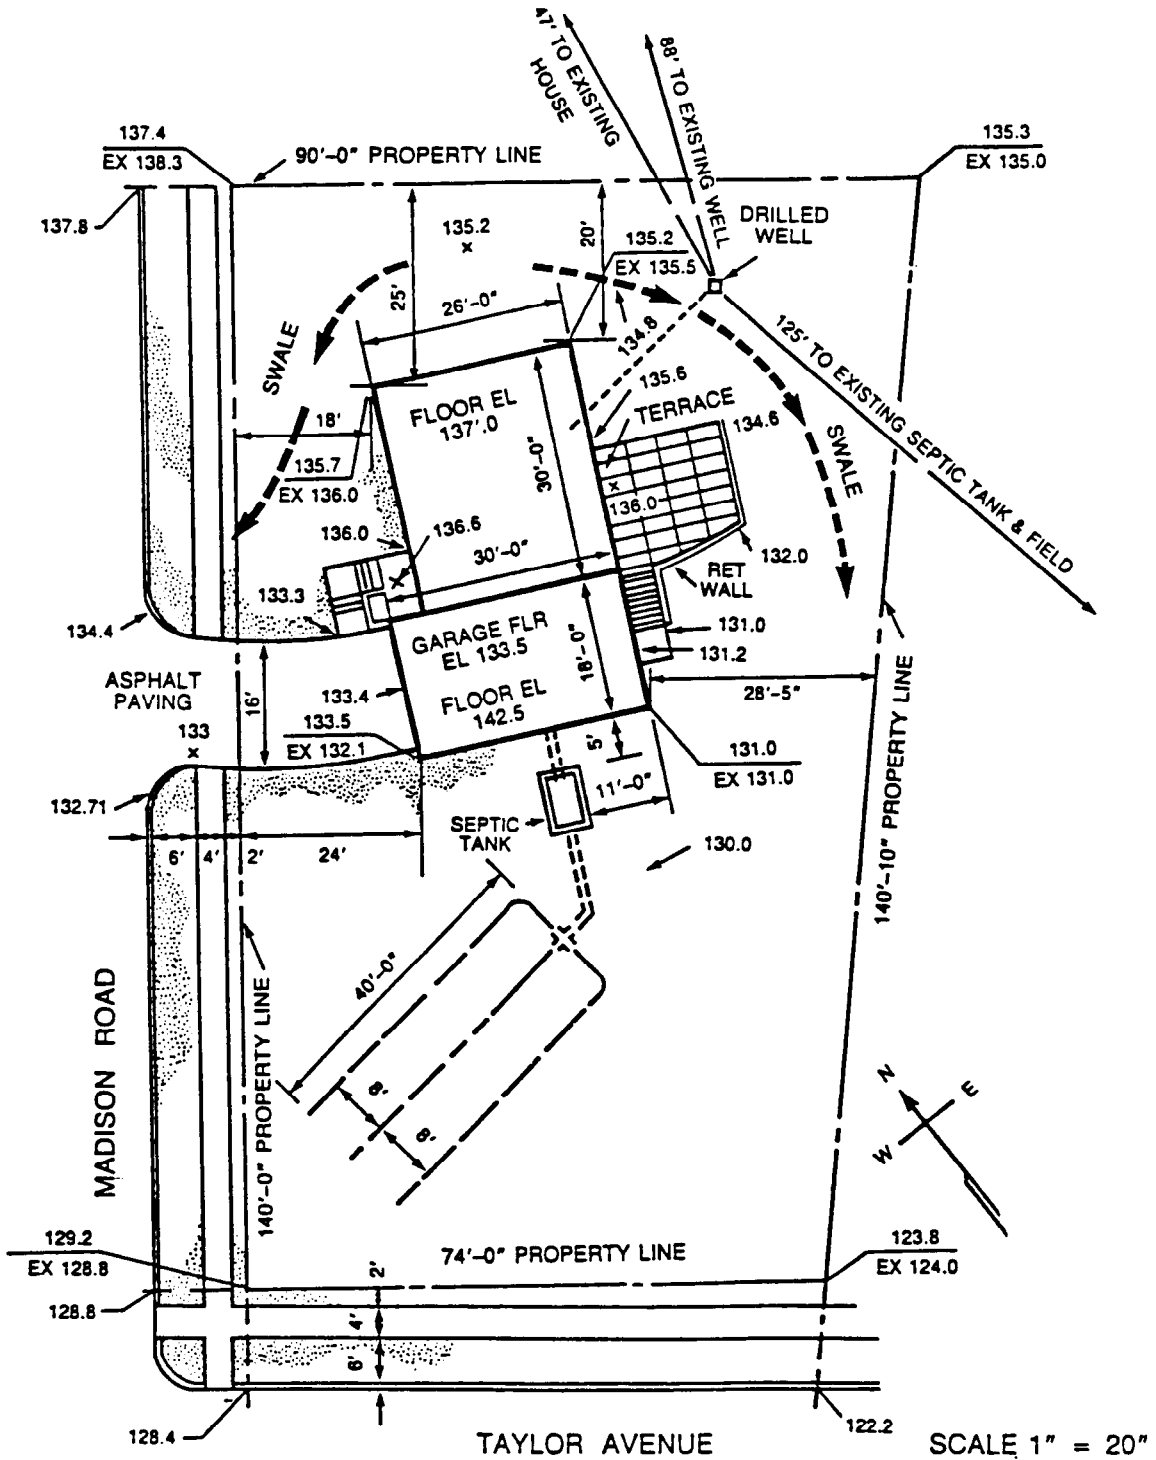 47' TO EXISTING
HOUSE
88' TO EXISTING WELL
137.4
EX 138.3
90'-0" PROPERTY LINE
135.3
EX 135.0
137.8
135.2
x
20'
135.2
EX 135.5
DRILLED
WELL
25'
26'-0"
134.8
125' TO EXISTING SEPTIC TANK & FIELD
SWALE
135.6
FLOOR EL
137'.0
TERRACE
134.6
18'
30'-0"
SWALE
135.7
EX 136.0
x
136.0
136.0
136.6
x
30'-0"
132.0
RET
WALL
133.3
134.4
GARAGE FLR
EL 133.5
18'-0"
131.0
131.2
ASPHALT
PAVING
16'
133.4
FLOOR EL
142.5
28'-5"
133
x
133.5
EX 132.1
5'
131.0
EX 131.0
140'-10" PROPERTY LINE
132.71
11'-0"
SEPTIC
TANK
130.0
6'
4'
2'
24'
40'-0"
MADISON ROAD
140'-0" PROPERTY LINE
8'
8'
N
E
W
129.2
EX 128.8
74'-0" PROPERTY LINE
123.8
EX 124.0
2'
128.8
4'
6'
128.4
122.2
TAYLOR AVENUE
SCALE 1" = 20"